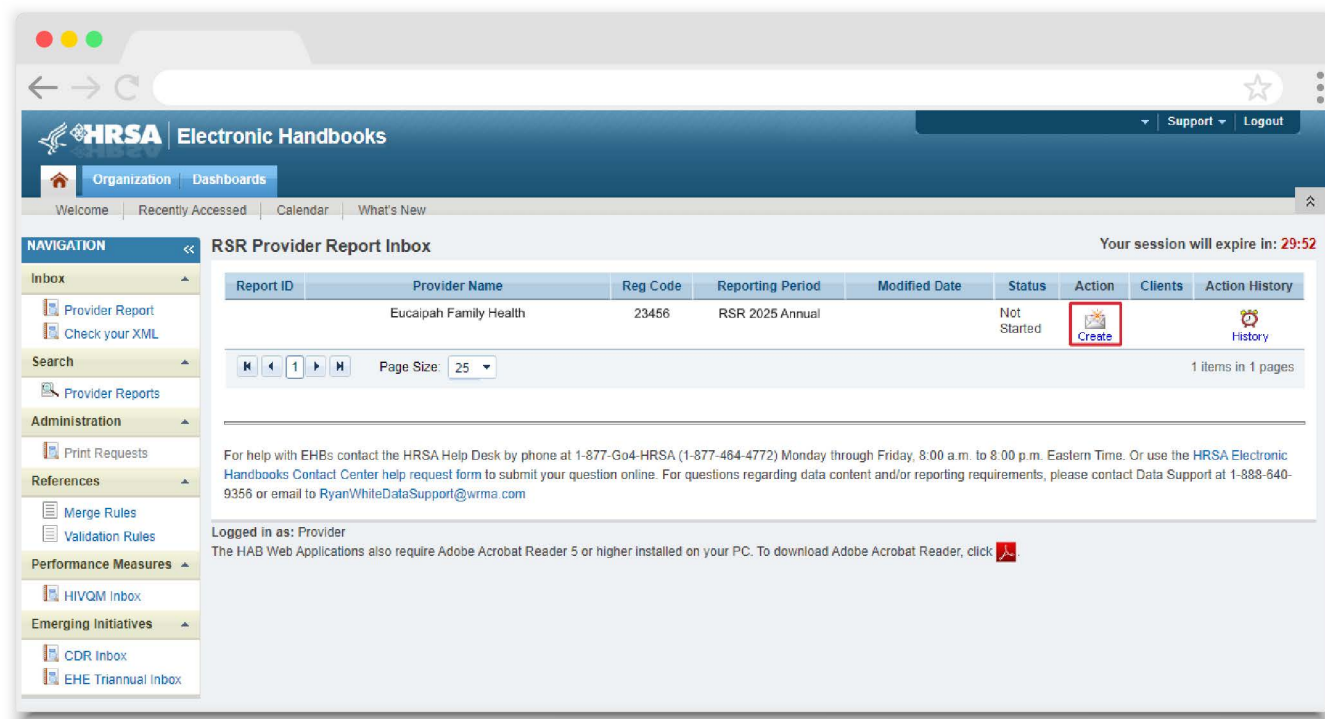 HRSA Electronic Handbooks
Support Logout
Organization Dashboards
Welcome Recently Accessed Calendar What's New
NAVIGATION
Inbox
Provider Report
Check your XML
Search
Provider Reports
Administration
Print Requests
References
Merge Rules
Validation Rules
Performance Measures
HIVQM Inbox
Emerging Initiatives
CDR Inbox
EHE Triannual Inbox
RSR Provider Report Inbox
Your session will expire in: 29:52
Report ID Provider Name Reg Code Reporting Period Modified Date Status Action Clients Action History
Eucaipah Family Health 23456 RSR 2025 Annual Not Started Create History
1 Page Size: 25 1 items in 1 pages
For help with EHBs contact the HRSA Help Desk by phone at 1-877-Go4-HRSA (1-877-464-4772) Monday through Friday, 8:00 a.m. to 8:00 p.m. Eastern Time. Or use the HRSA Electronic
Handbooks Contact Center help request form to submit your question online. For questions regarding data content and/or reporting requirements, please contact Data Support at 1-888-640-
9356 or email to RyanWhiteDataSupport@wrma.com
Logged in as: Provider
The HAB Web Applications also require Adobe Acrobat Reader 5 or higher installed on your PC. To download Adobe Acrobat Reader, click .